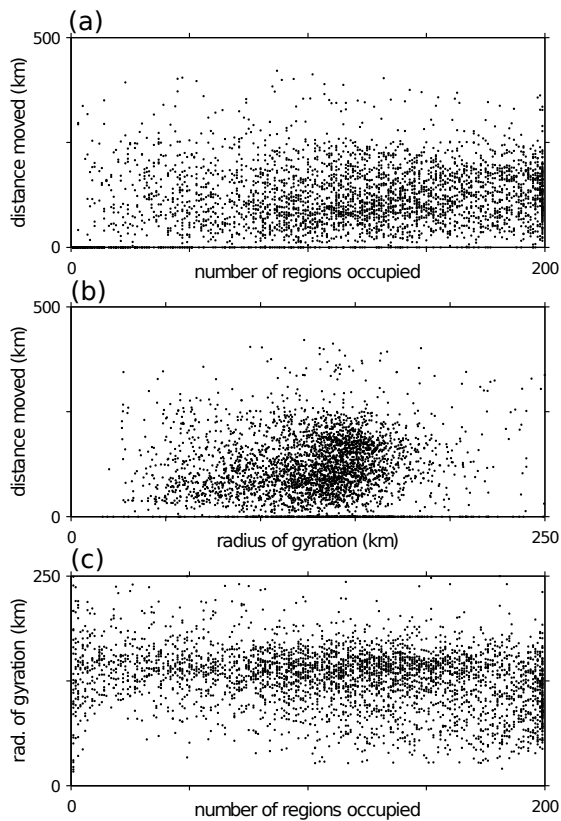 (a)
500
distance moved (km)
0
0
number of regions occupied
200
(b)
500
distance moved (km)
0
0
radius of gyration (km)
250
(c)
250
rad. of gyration (km)
0
0
number of regions occupied
200